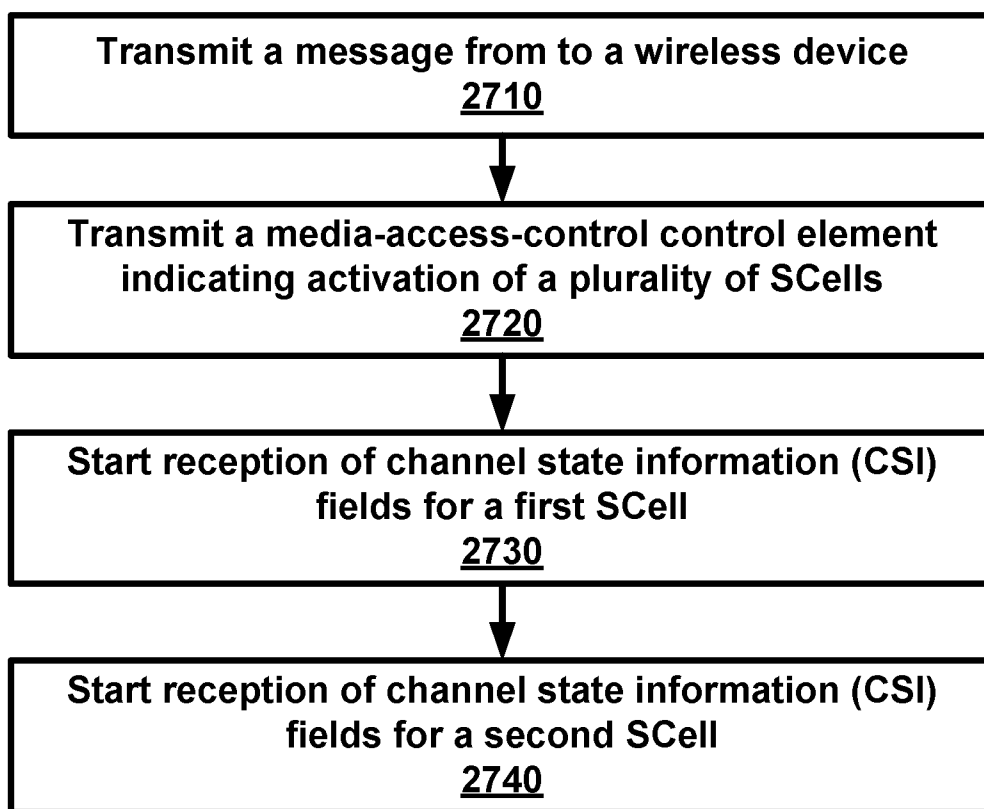 Transmit a message from to a wireless device
2710
Transmit a media-access-control control element
indicating activation of a plurality of SCells
2720
Start reception of channel state information (CSI)
fields for a first SCell
2730
Start reception of channel state information (CSI)
fields for a second SCell
2740